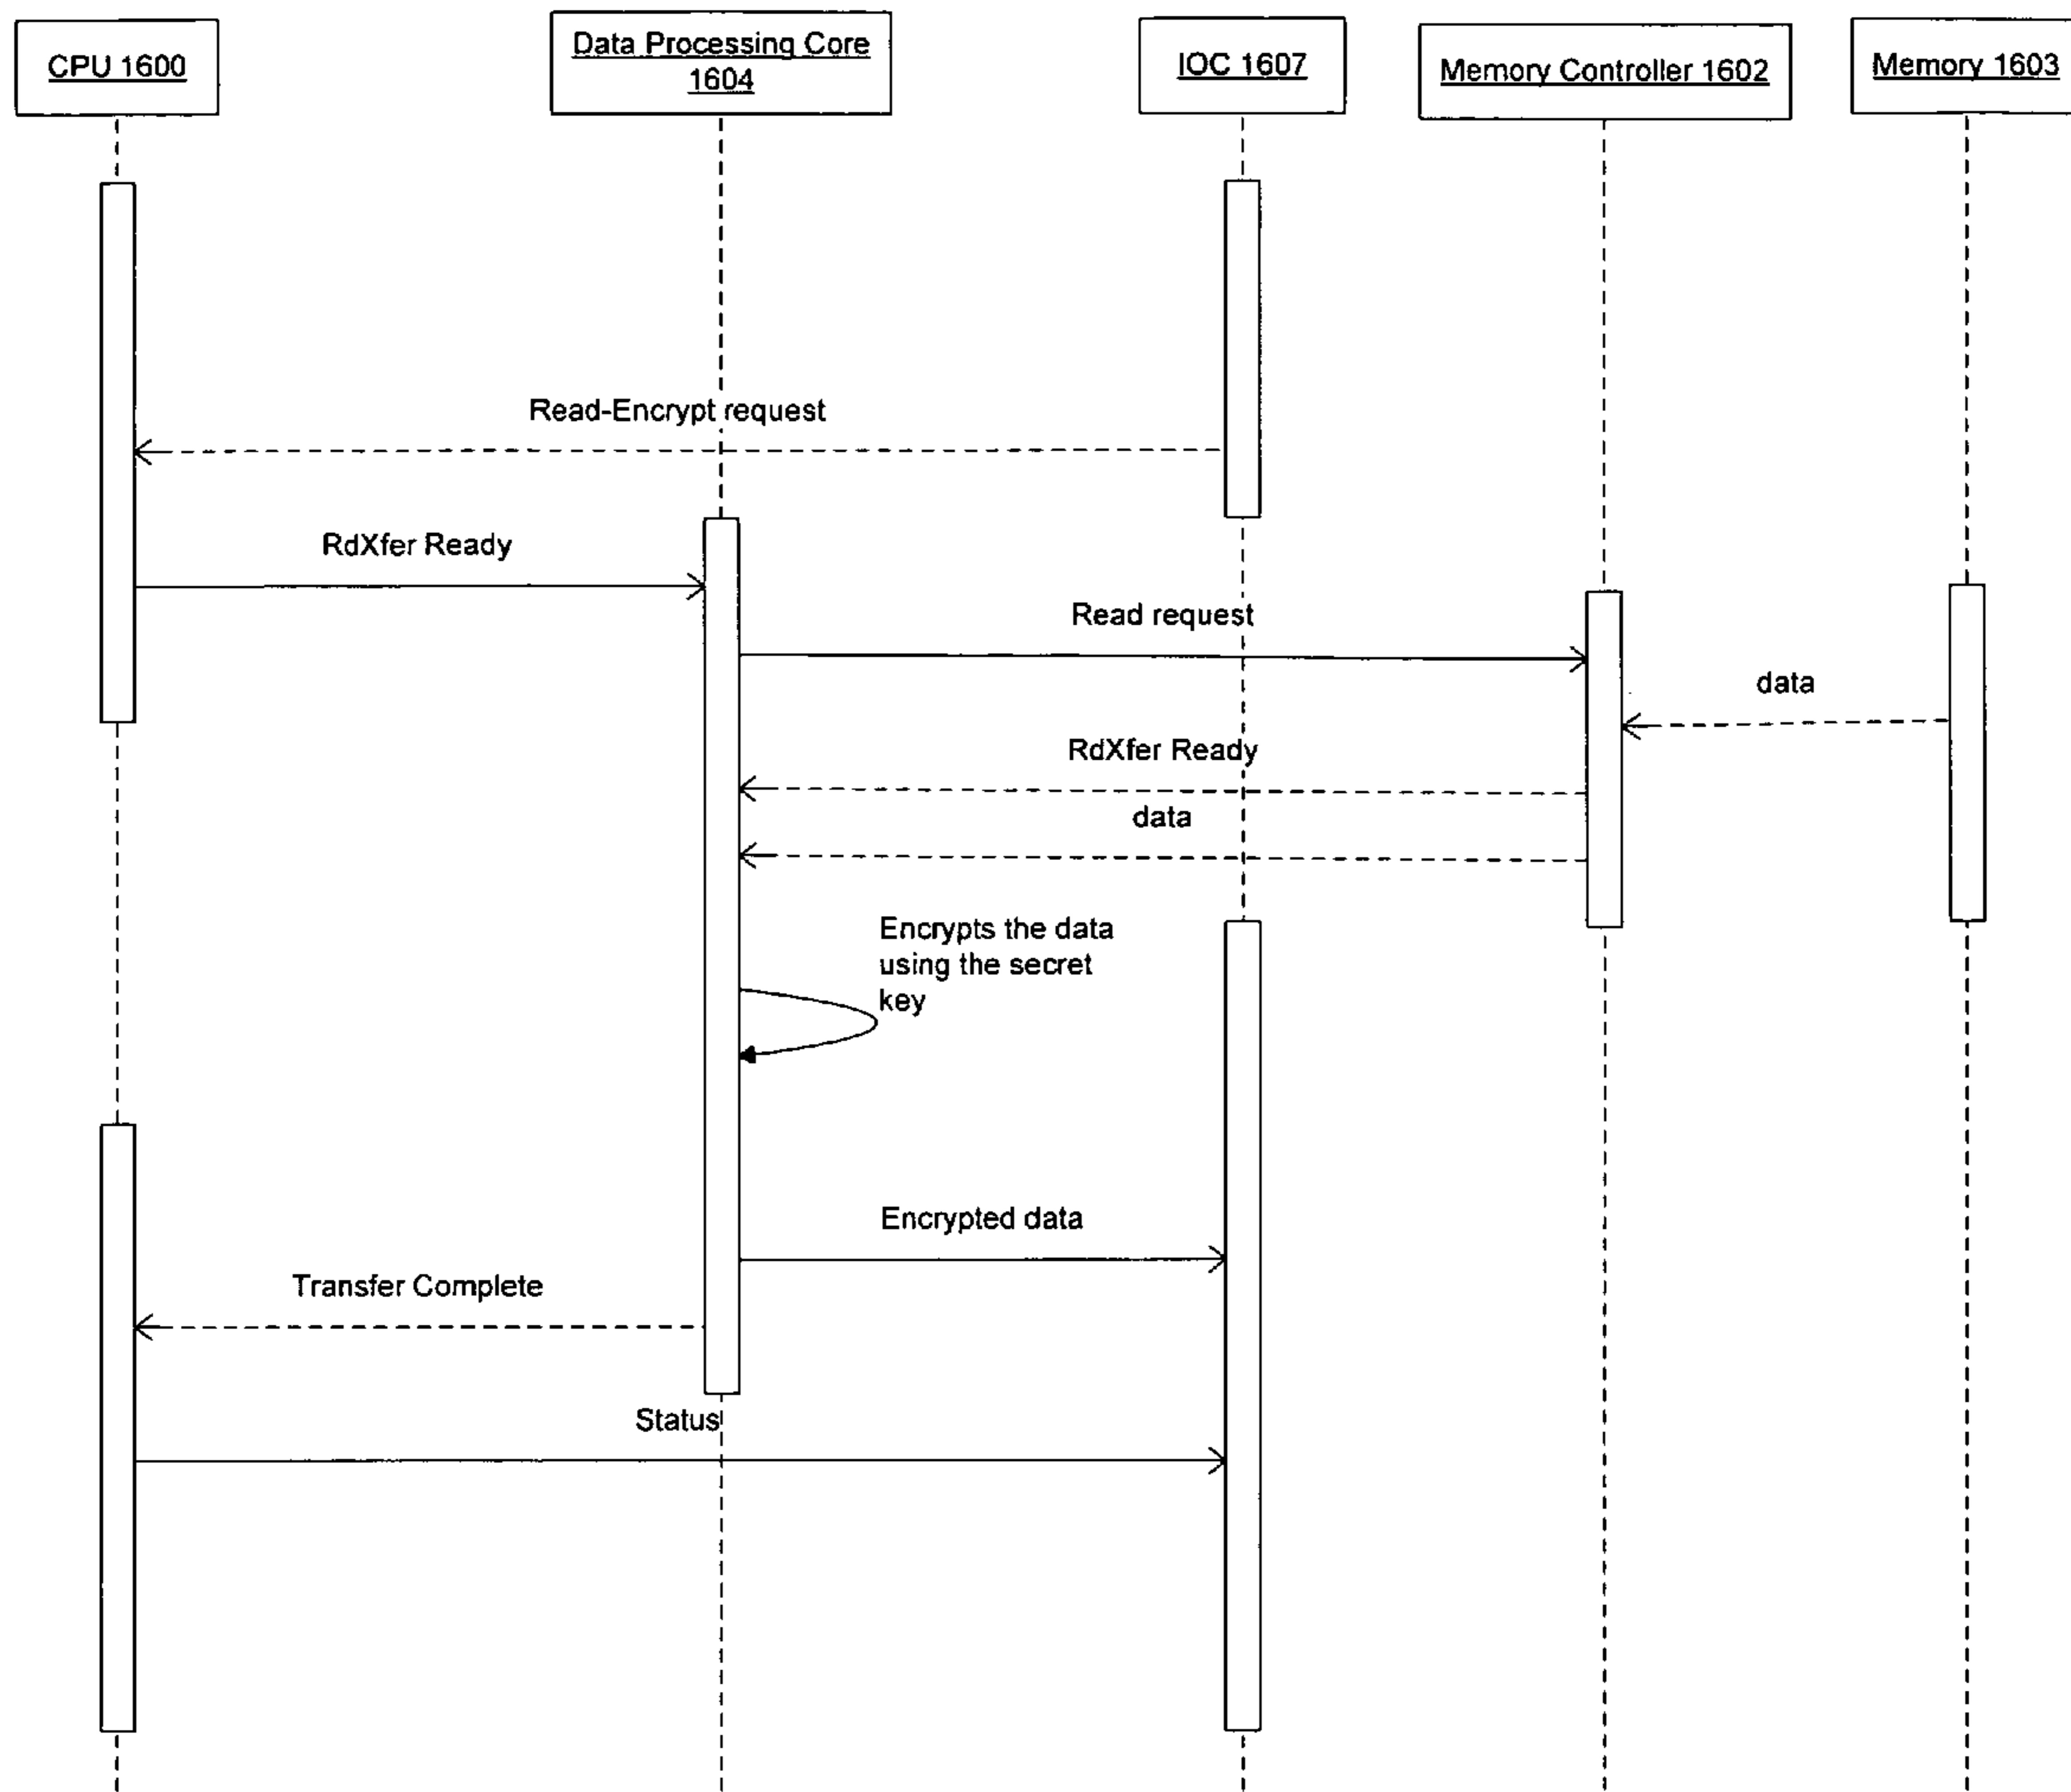 CPU 1600
Data Processing Core
1604
IOC 1607
Memory Controller 1602
Memory 1603
Read-Encrypt request
RdXfer Ready
Read request
data
RdXfer Ready
data
Encrypts the data
using the secret
key
Encrypted data
Transfer Complete
Status